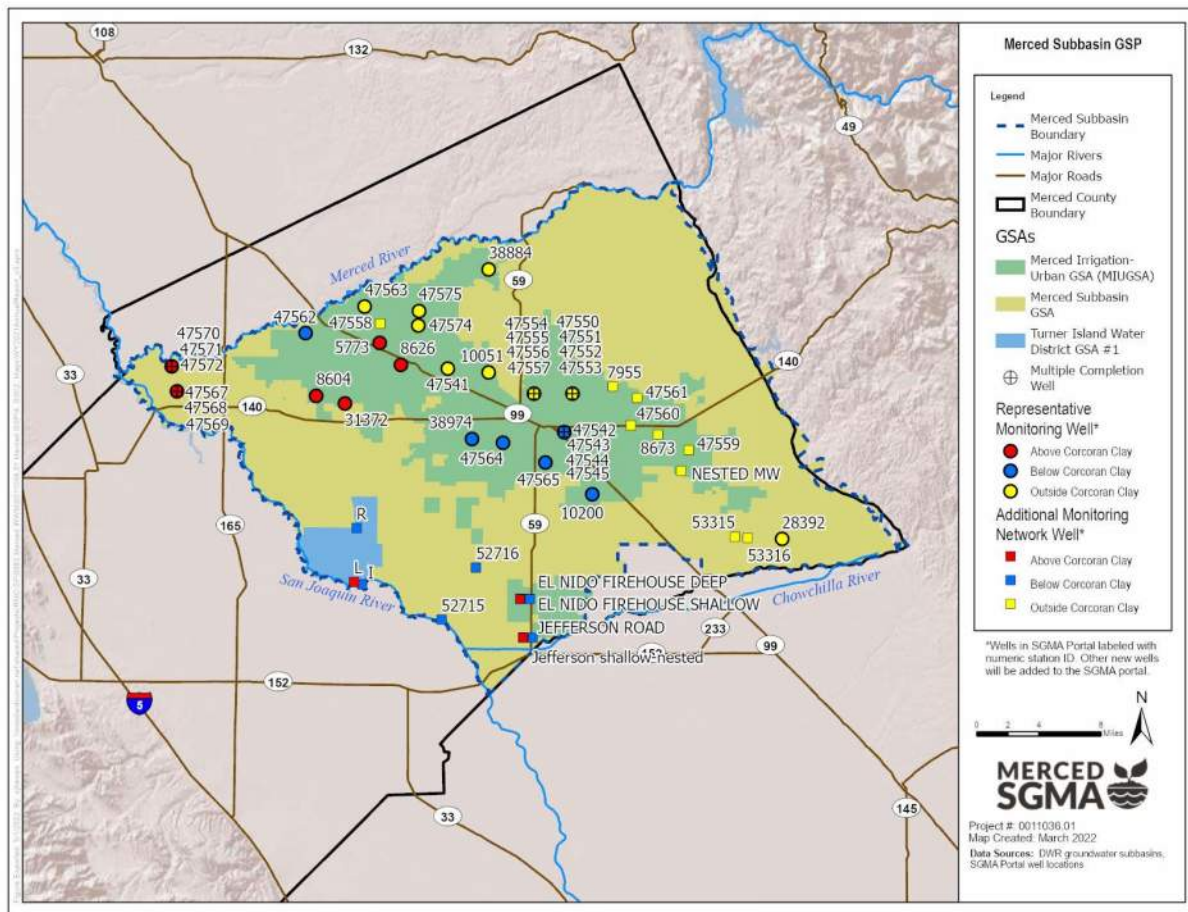 108
132
49
Merced River
38884
59
47563
47575
47562
47558
47574
47554
47550
47570
5773
8626
47555
47551
140
47571
47556
47552
47572
10051
47557
47553
7955
33
8604
47541
47561
47567
140
99
47560
47568
31372
38974
47542
47569
47564
47543
8673
47559
47544
47565
47545
NESTED MW
10200
165
R
59
53315
28392
52716
53316
33
L
I
EL NIDO FIREHOUSE DEEP
San Joaquin River
EL NIDO FIREHOUSE SHALLOW
Chowchilla River
52715
JEFFERSON ROAD
233
99
Jefferson shallow-nested
152
152
5
33
145
Merced Subbasin GSP
Legend
Merced Subbasin
Boundary
Major Rivers
Major Roads
Merced County
Boundary
GSAs
Merced Irrigation-
Urban GSA (MIUGSA)
Merced Subbasin
GSA
Turner Island Water
District GSA #1
Multiple Completion
Well
Representative
Monitoring Well*
Above Corcoran Clay
Below Corcoran Clay
Outside Corcoran Clay
Additional Monitoring
Network Well*
Above Corcoran Clay
Below Corcoran Clay
Outside Corcoran Clay
*Wells in SGMA Portal labeled with
numeric station ID. Other new wells
will be added to the SGMA portal.
N
0 2 4 8
Miles
MERCED
SGMA
Project #: 0011036.01
Map Created: March 2022
Data Sources: DWR groundwater subbasins,
SGMA Portal well locations